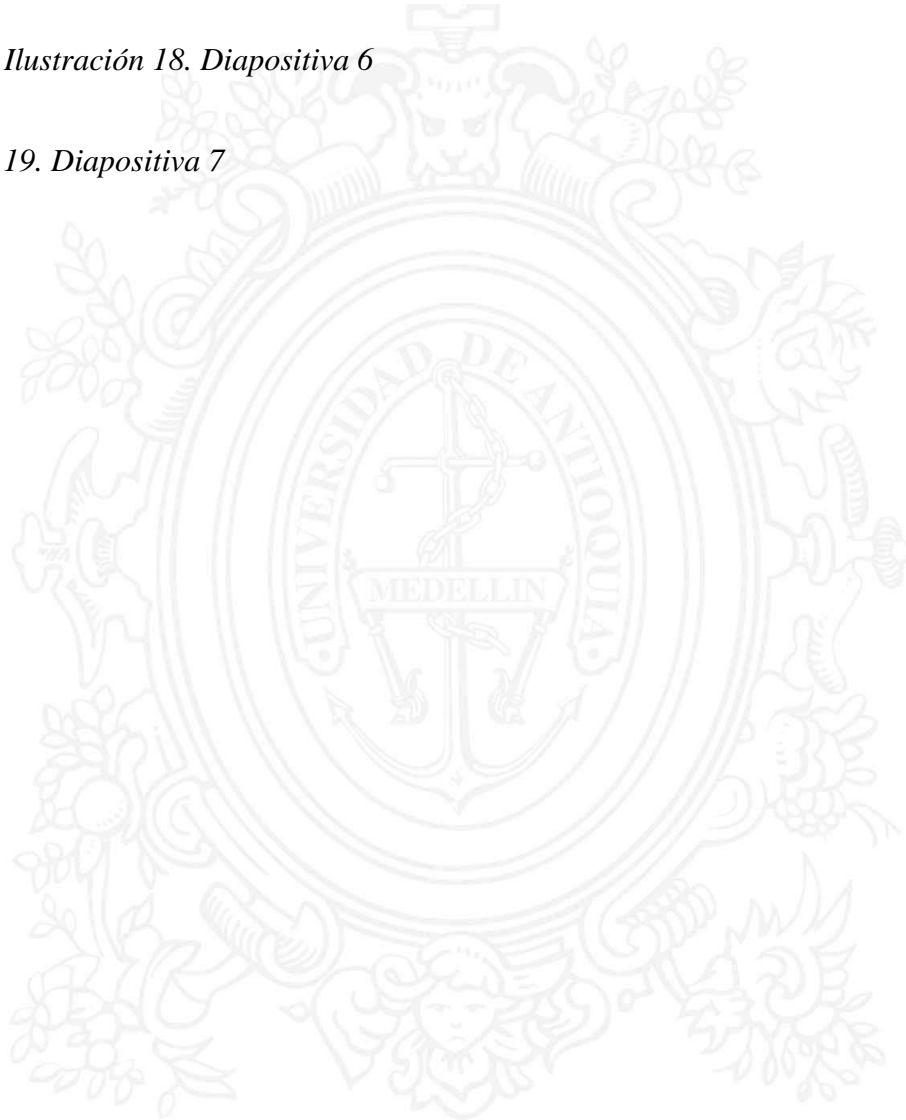 Ilustración 18. Diapositiva 6
19. Diapositiva 7
UNIVERSIDAD DE ANTIOQUIA
MEDELLIN